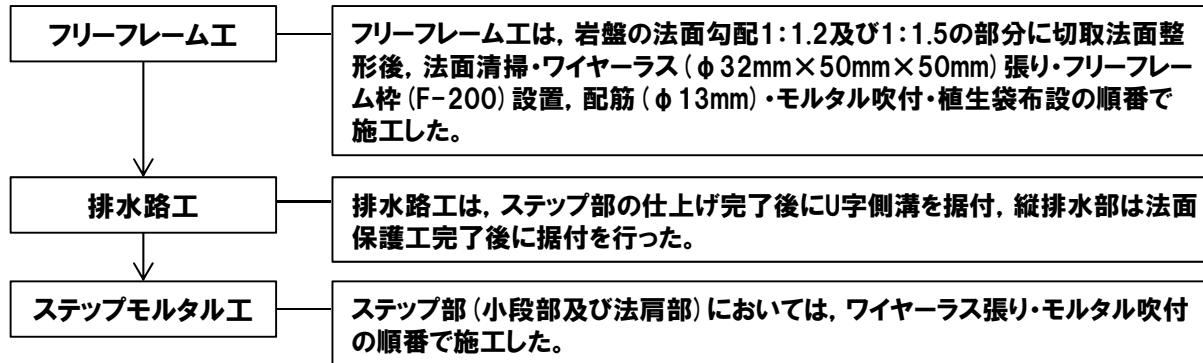 フリーフレーム工
フリーフレーム工は，岩盤の法面勾配1：1.2及び1：1.5の部分に切取法面整
形後，法面清掃・ワイヤーラス（φ32mm×50mm×50mm）張り・フリーフレー
ム枠（F-200）設置，配筋（φ13mm）・モルタル吹付・植生袋布設の順番で
施工した。
排水路工
排水路工は，ステップ部の仕上げ完了後にU字側溝を据付，縦排水部は法面
保護工完了後に据付を行った。
ステップモルタル工
ステップ部（小段部及び法肩部）においては，ワイヤーラス張り・モルタル吹付
の順番で施工した。